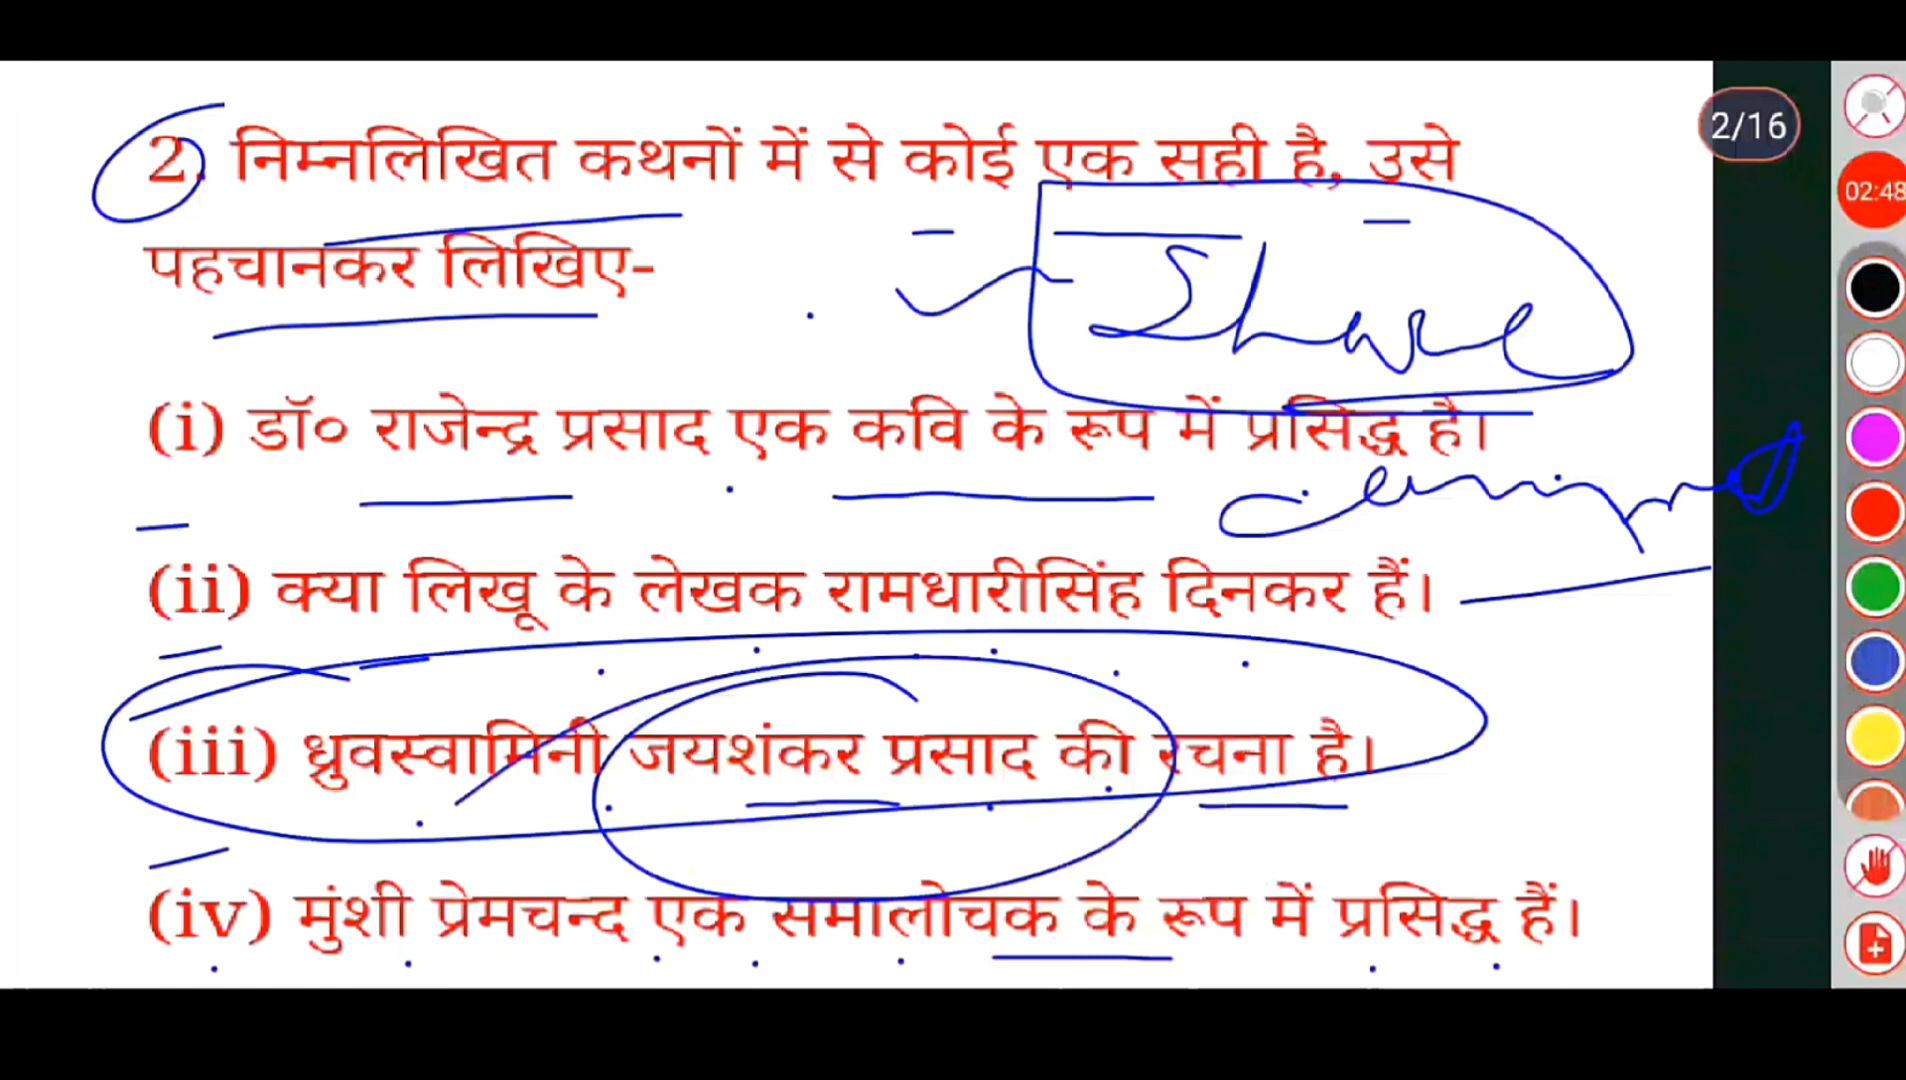 2. निम्नलिखित कथनों में से कोई एक सही है, उसे
पहचानकर लिखिए-
Share
(i) डॉ० राजेन्द्र प्रसाद एक कवि के रूप में प्रसिद्ध है।
(ii) क्या लिखू के लेखक रामधारीसिंह दिनकर हैं।
(iii) ध्रुवस्वामिनी जयशंकर प्रसाद की रचना है।
(iv) मुंशी प्रेमचन्द एक समालोचक के रूप में प्रसिद्ध हैं।
2/16
02:48